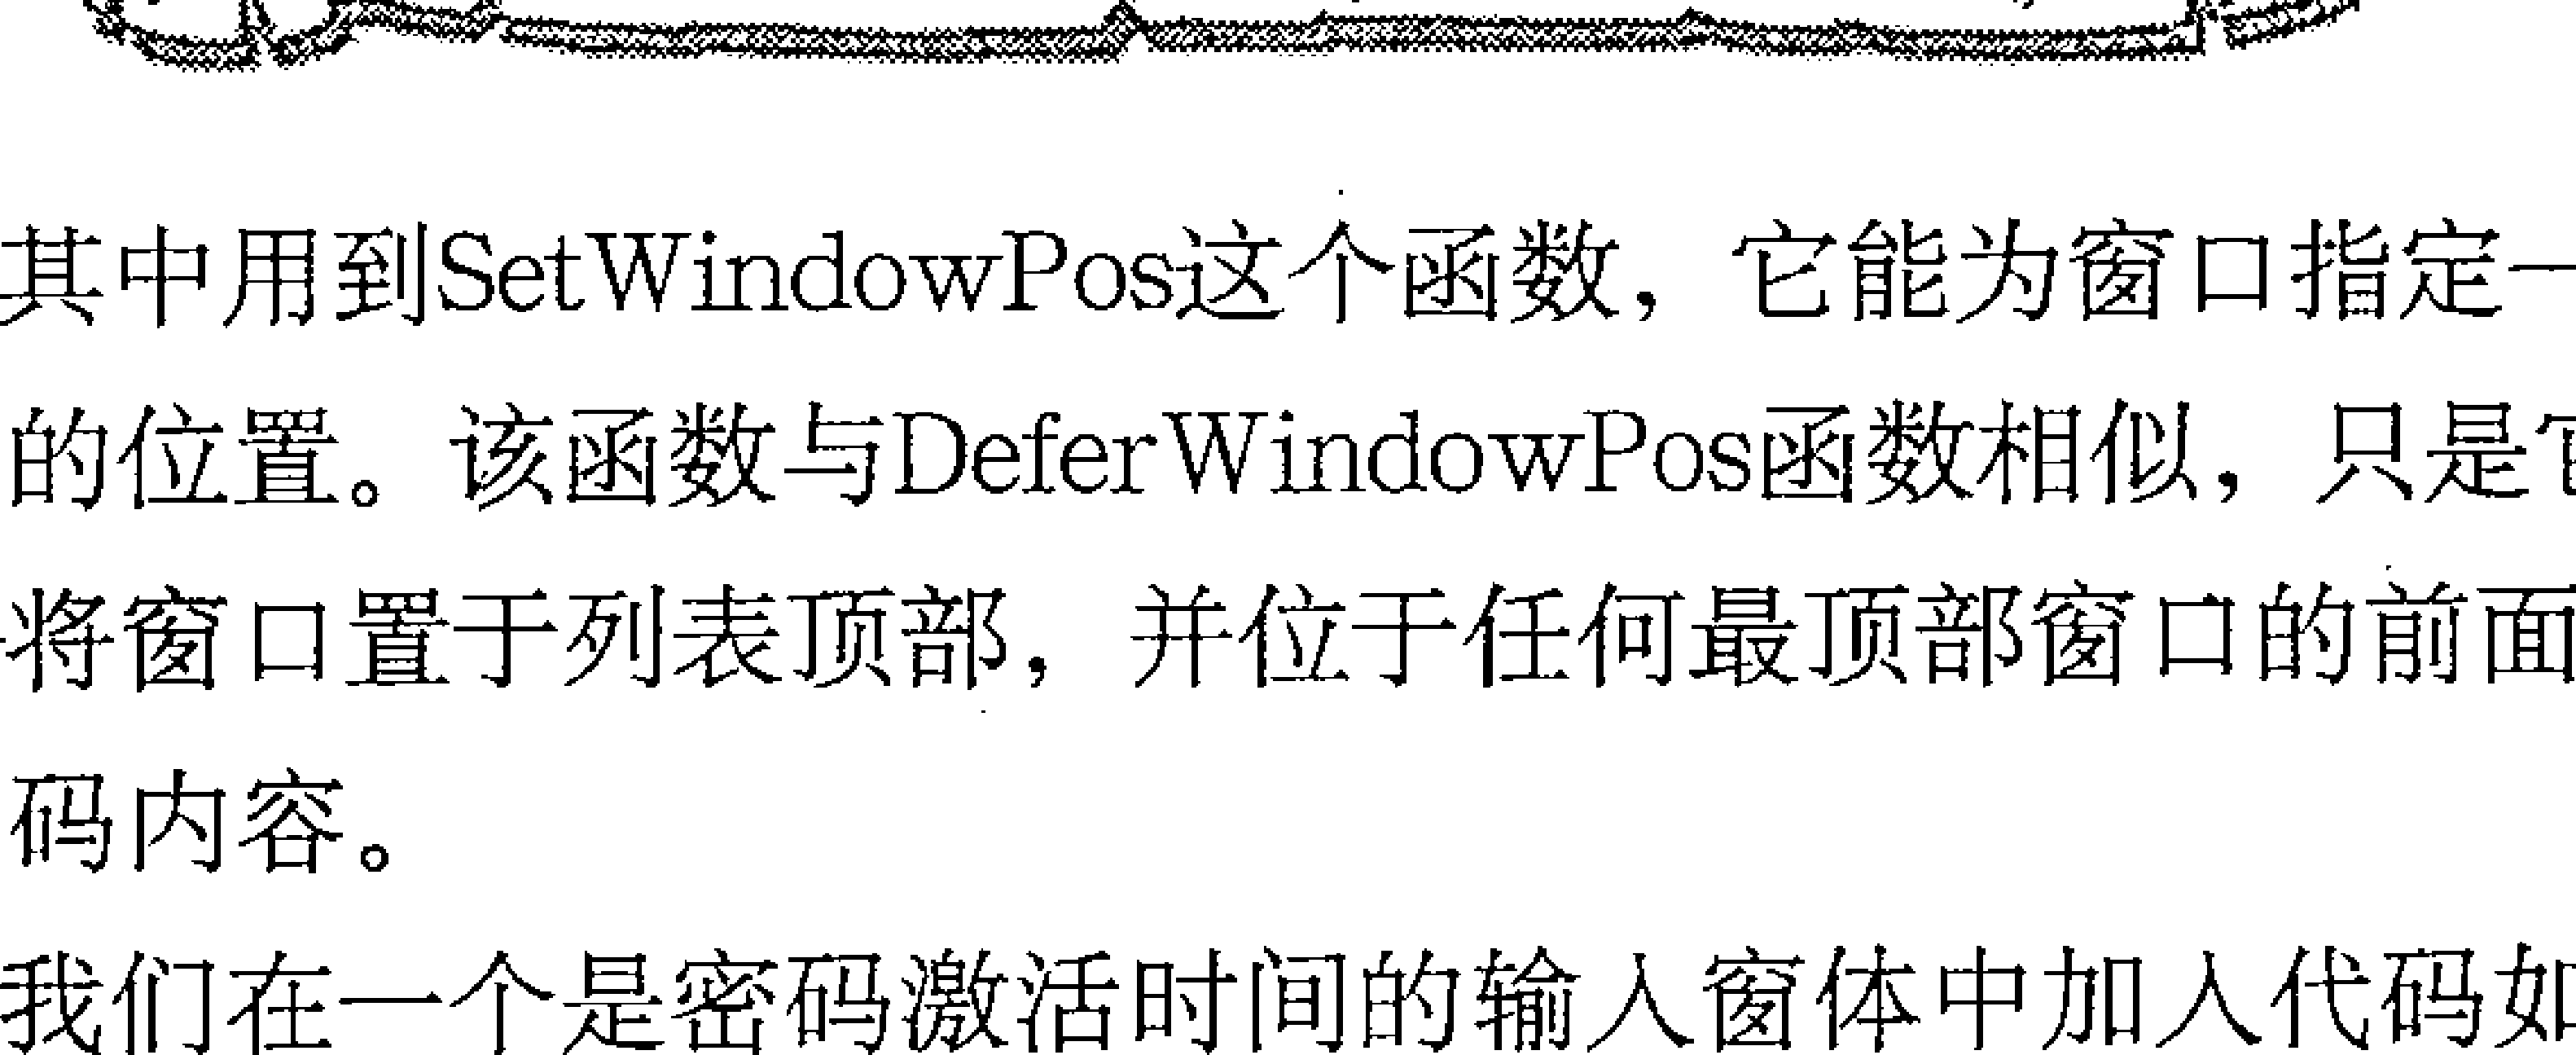 其中用到SetWindowPos这个函数，它能为窗口指定一
的位置。该函数与DeferWindowPos函数相似，只是它
将窗口置于列表顶部，并位于任何最顶部窗口的前面
码内容。
我们在一个是密码激活时间的输入窗体中加入代码如